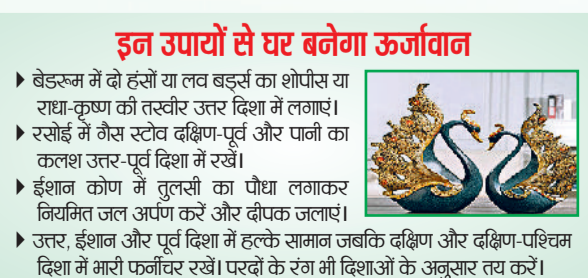 इन उपायों से घर बनेगा ऊर्जावान
▶ बेडरूम में दो हंसों या लव बर्ड्स का शोपीस या
राधा-कृष्ण की तस्वीर उत्तर दिशा में लगाएं।
▶ रसोई में गैस स्टोव दक्षिण-पूर्व और पानी का
कलश उत्तर-पूर्व दिशा में रखें।
▶ ईशान कोण में तुलसी का पौधा लगाकर
नियमित जल अर्पण करें और दीपक जलाएं।
▶ उत्तर, ईशान और पूर्व दिशा में हल्के सामान जबकि दक्षिण और दक्षिण-पश्चिम
दिशा में भारी फर्नीचर रखें। परदों के रंग भी दिशाओं के अनुसार तय करें।